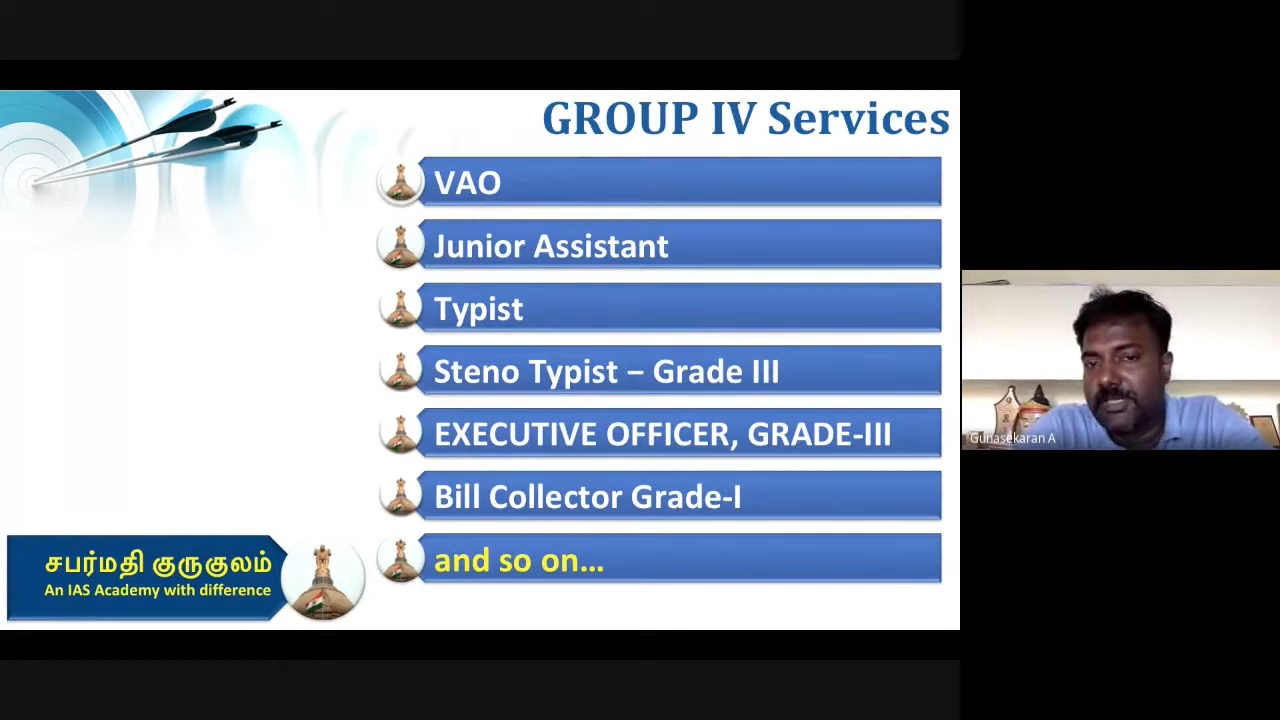 GROUP IV Services
VAO
Junior Assistant
Typist
Steno Typist – Grade III
EXECUTIVE OFFICER, GRADE-III
Bill Collector Grade-I
and so on...
சபர்மதி குருகுலம்
An IAS Academy with difference
Gunasekaran A